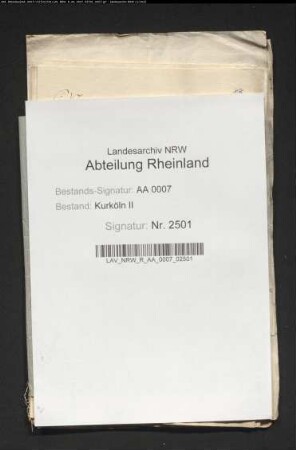 Landesarchiv NRW
Abteilung Rheinland
Bestands-Signatur: AA 0007
Bestand: Kurköln II
Signatur: Nr. 2501
LAV_NRW_R_AA_0007_02501